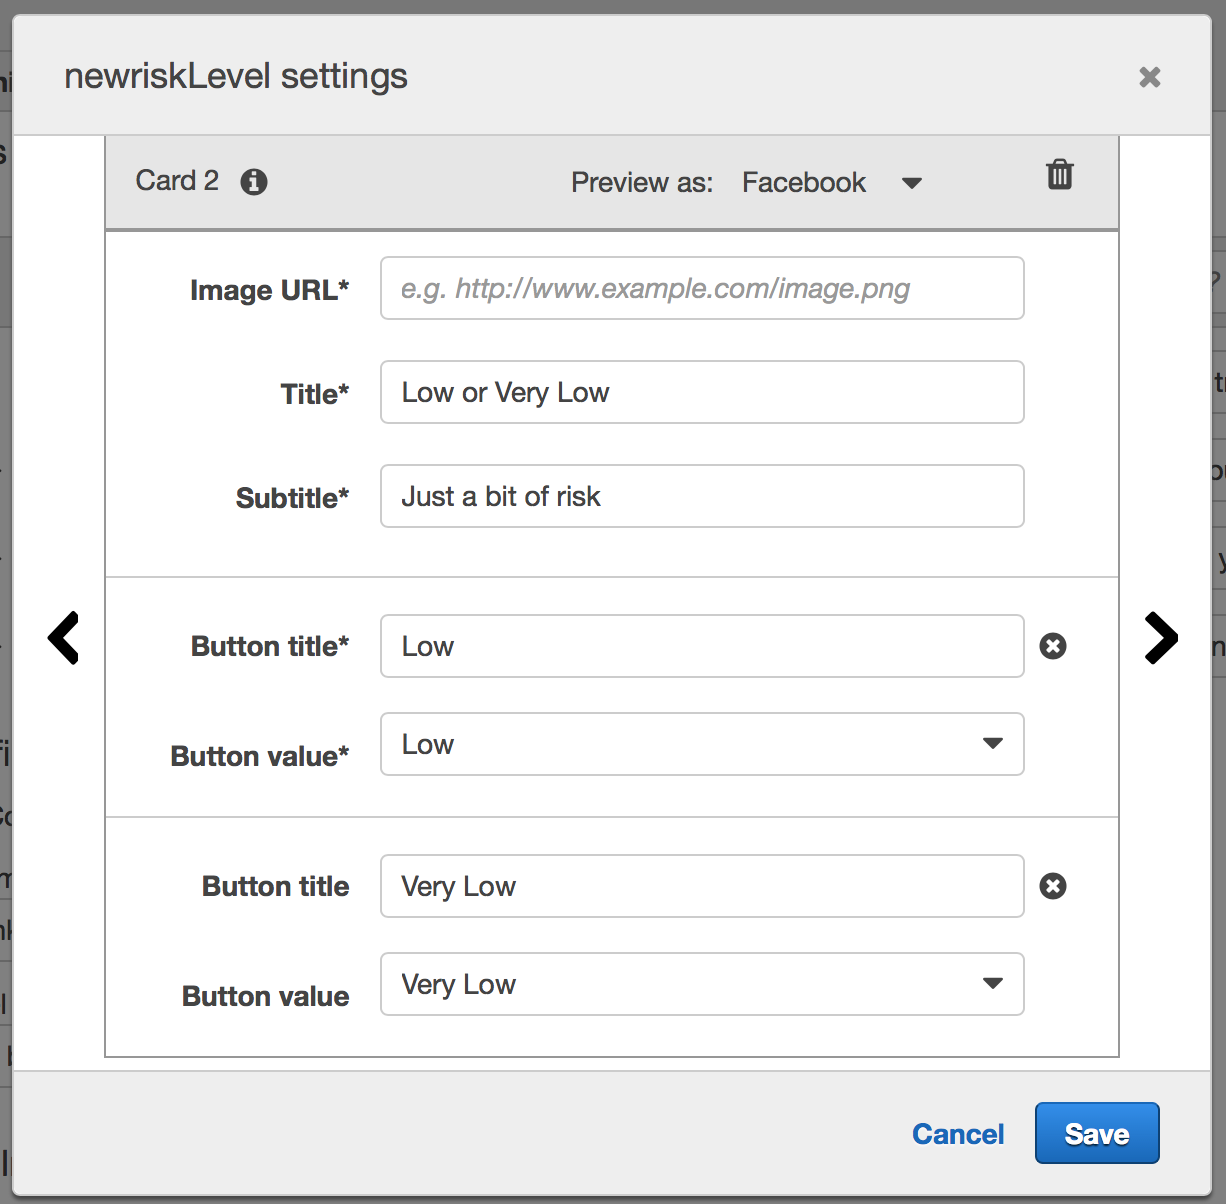 newriskLevel settings
Card 2
Preview as: Facebook
Image URL* e.g. http://www.example.com/image.png
Title* Low or Very Low
Subtitle* Just a bit of risk
Button title* Low
Button value* Low
Button title Very Low
Button value Very Low
Cancel Save